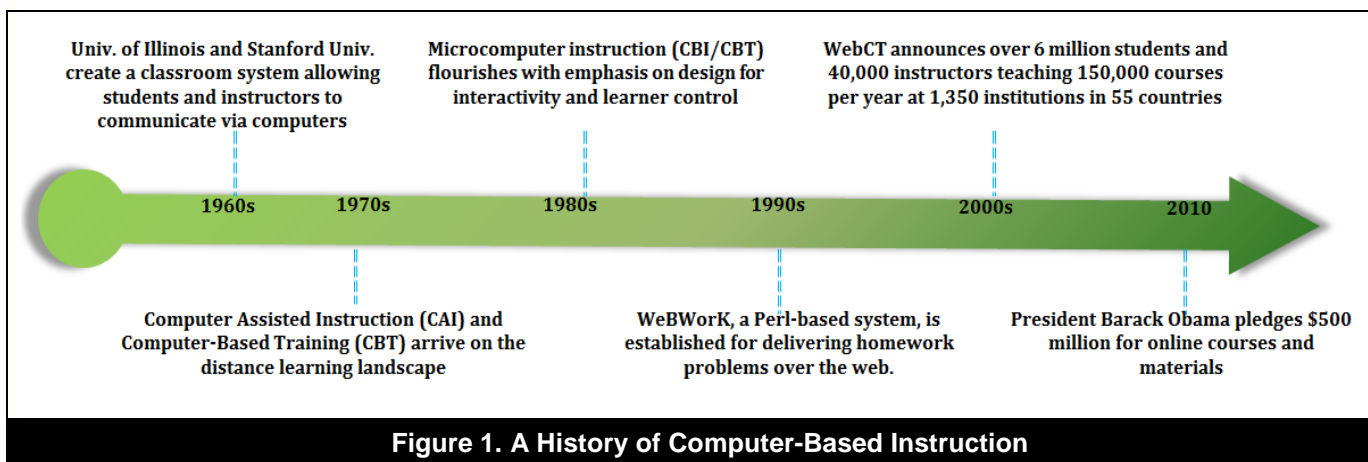 Univ. of Illinois and Stanford Univ.
create a classroom system allowing
students and instructors to
communicate via computers
Microcomputer instruction (CBI/CBT)
flourishes with emphasis on design for
interactivity and learner control
WebCT announces over 6 million students and
40,000 instructors teaching 150,000 courses
per year at 1,350 institutions in 55 countries
1960s
1970s
1980s
1990s
2000s
2010
Computer Assisted Instruction (CAI) and
Computer-Based Training (CBT) arrive on the
distance learning landscape
WeBWorK, a Perl-based system, is
established for delivering homework
problems over the web.
President Barack Obama pledges $500
million for online courses and
materials
Figure 1. A History of Computer-Based Instruction